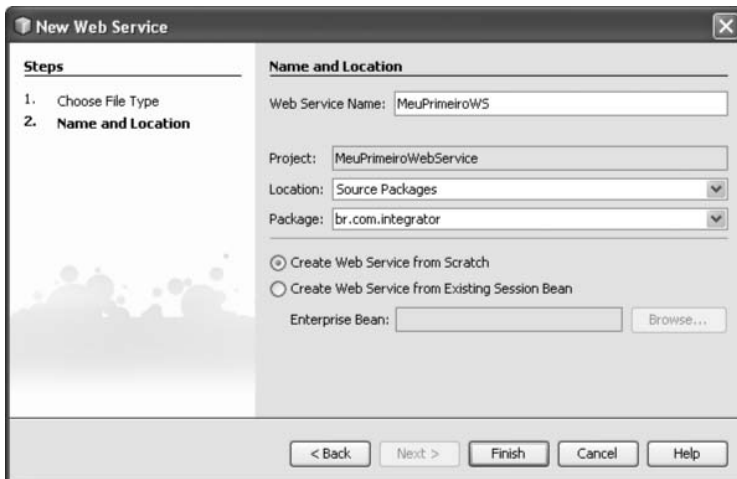 New Web Service
Steps
1. Choose File Type
2. Name and Location
Name and Location
Web Service Name: MeuPrimeiroWS
Project: MeuPrimeiroWebService
Location: Source Packages
Package: br.com.integrator
Create Web Service from Scratch
Create Web Service from Existing Session Bean
Enterprise Bean: Browse...
< Back Next > Finish Cancel Help